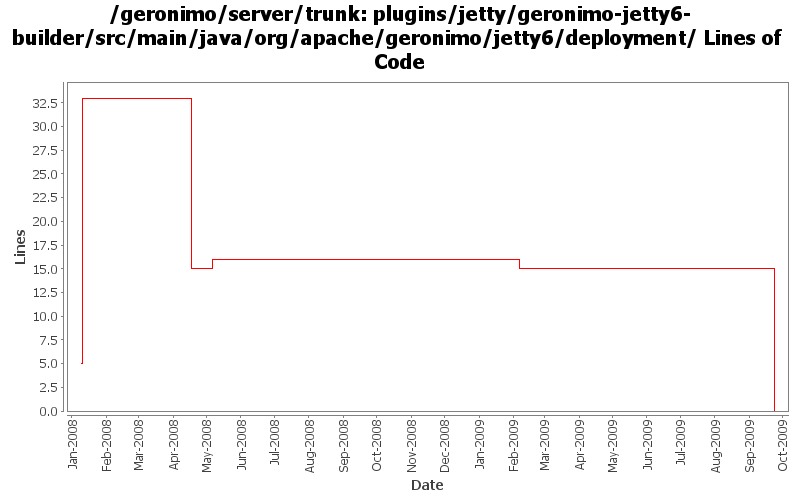 /geronimo/server/trunk: plugins/jetty/geronimo-jetty6-
builder/src/main/java/org/apache/geronimo/jetty6/deployment/ Lines of
Code
Lines
32.5
30.0
27.5
25.0
22.5
20.0
17.5
15.0
12.5
10.0
7.5
5.0
2.5
0.0
Jan-2008
Feb-2008
Mar-2008
Apr-2008
May-2008
Jun-2008
Jul-2008
Aug-2008
Sep-2008
Oct-2008
Nov-2008
Dec-2008
Jan-2009
Feb-2009
Mar-2009
Apr-2009
May-2009
Jun-2009
Jul-2009
Aug-2009
Sep-2009
Oct-2009
Date